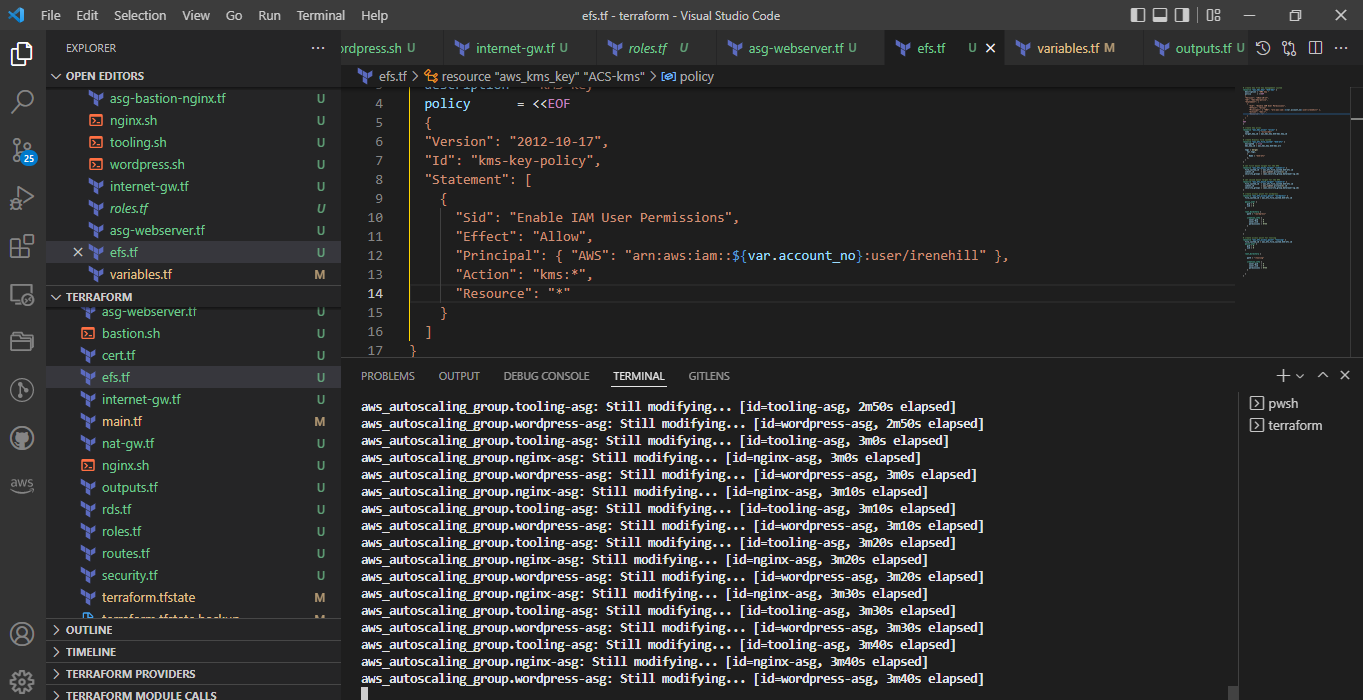 File Edit Selection View Go Run Terminal Help
efs.tf - terraform - Visual Studio Code
EXPLORER
OPEN EDITORS
asg-bastion-nginx.tf U
nginx.sh U
tooling.sh U
wordpress.sh U
internet-gw.tf U
roles.tf U
asg-webserver.tf U
efs.tf U
variables.tf M
TERRAFORM
asg-webserver.tf U
bastion.sh U
cert.tf U
efs.tf U
internet-gw.tf U
main.tf M
nat-gw.tf U
nginx.sh U
outputs.tf U
rds.tf U
roles.tf U
routes.tf U
security.tf U
terraform.tfstate M
terraform.tfstate.backup M
OUTLINE
TIMELINE
TERRAFORM PROVIDERS
TERRAFORM MODULE CALLS
25
aws
ordpress.sh U internet-gw.tf U roles.tf U asg-webserver.tf U efs.tf U variables.tf M outputs.tf U
efs.tf > resource "aws_kms_key" "ACS-kms" > policy
3 description = "KMS key"
4 policy = <<EOF
5 {
6 "Version": "2012-10-17",
7 "Id": "kms-key-policy",
8 "Statement": [
9 {
10 "Sid": "Enable IAM User Permissions",
11 "Effect": "Allow",
12 "Principal": { "AWS": "arn:aws:iam::${var.account_no}:user/irenehill" },
13 "Action": "kms:*",
14 "Resource": "*"
15 }
16 ]
17 }
PROBLEMS OUTPUT DEBUG CONSOLE TERMINAL GITLENS
aws_autoscaling_group.tooling-asg: Still modifying... [id=tooling-asg, 2m50s elapsed]
aws_autoscaling_group.wordpress-asg: Still modifying... [id=wordpress-asg, 2m50s elapsed]
aws_autoscaling_group.tooling-asg: Still modifying... [id=tooling-asg, 3m0s elapsed]
aws_autoscaling_group.nginx-asg: Still modifying... [id=nginx-asg, 3m0s elapsed]
aws_autoscaling_group.wordpress-asg: Still modifying... [id=wordpress-asg, 3m0s elapsed]
aws_autoscaling_group.nginx-asg: Still modifying... [id=nginx-asg, 3m10s elapsed]
aws_autoscaling_group.tooling-asg: Still modifying... [id=tooling-asg, 3m10s elapsed]
aws_autoscaling_group.wordpress-asg: Still modifying... [id=wordpress-asg, 3m10s elapsed]
aws_autoscaling_group.tooling-asg: Still modifying... [id=tooling-asg, 3m20s elapsed]
aws_autoscaling_group.nginx-asg: Still modifying... [id=nginx-asg, 3m20s elapsed]
aws_autoscaling_group.wordpress-asg: Still modifying... [id=wordpress-asg, 3m20s elapsed]
aws_autoscaling_group.nginx-asg: Still modifying... [id=nginx-asg, 3m30s elapsed]
aws_autoscaling_group.tooling-asg: Still modifying... [id=tooling-asg, 3m30s elapsed]
aws_autoscaling_group.wordpress-asg: Still modifying... [id=wordpress-asg, 3m30s elapsed]
aws_autoscaling_group.tooling-asg: Still modifying... [id=tooling-asg, 3m40s elapsed]
aws_autoscaling_group.nginx-asg: Still modifying... [id=nginx-asg, 3m40s elapsed]
aws_autoscaling_group.wordpress-asg: Still modifying... [id=wordpress-asg, 3m40s elapsed]
pwsh
terraform